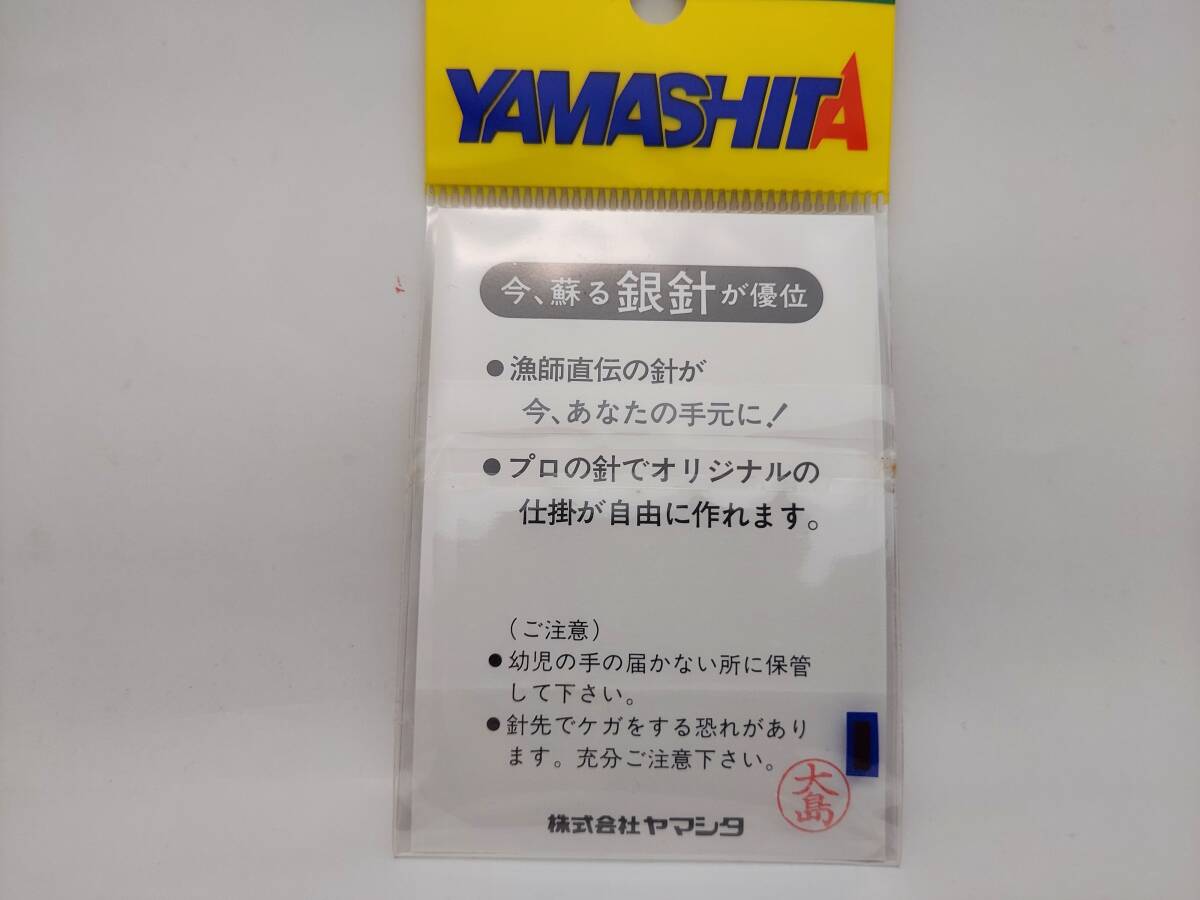 YAMASHITA
今、蘇る銀針が優位
●漁師直伝の針が
今、あなたの手元に!
●プロの針でオリジナルの
仕掛が自由に作れます。
(ご注意)
●幼児の手の届かない所に保管
して下さい。
●針先でケガをする恐れがあり
ます。充分ご注意下さい。
大島
株式会社ヤマシタ